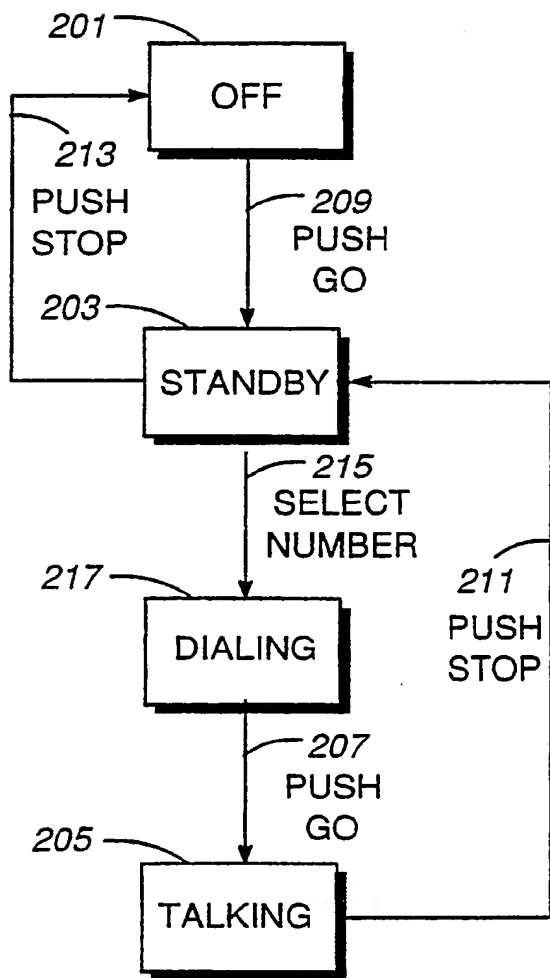 201
OFF
213
PUSH
STOP
209
PUSH
GO
203
STANDBY
215
SELECT
NUMBER
217
DIALING
211
PUSH
STOP
207
PUSH
GO
205
TALKING